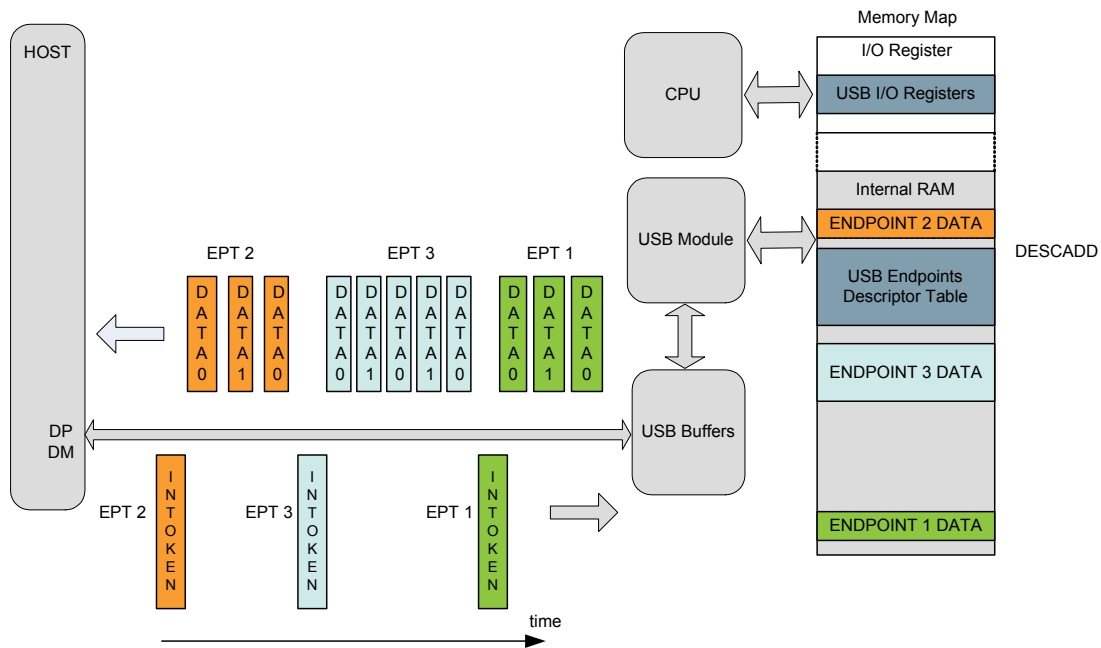 Memory Map
HOST
I/O Register
CPU
USB I/O Registers
Internal RAM
ENDPOINT 2 DATA
USB Module
DESCADD
USB Endpoints
Descriptor Table
EPT 2
EPT 3
EPT 1
DATA0
DATA1
DATA0
DATA0
DATA1
DATA0
DATA1
DATA0
DATA0
DATA1
DATA0
ENDPOINT 3 DATA
DP
DM
USB Buffers
EPT 2
INTOKEN
EPT 3
INTOKEN
EPT 1
INTOKEN
ENDPOINT 1 DATA
time